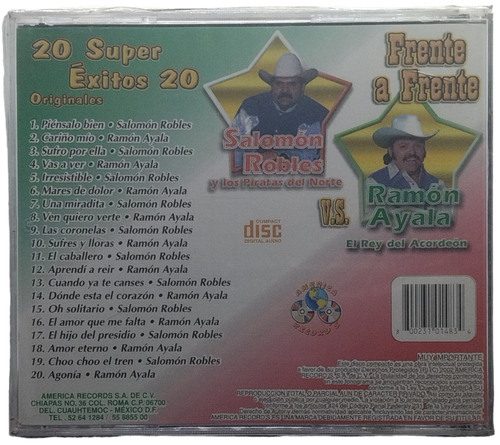 20 Super
Éxitos 20
Originales
Frente
a Frente
1. Piénsalo bien • Salomón Robles
2. Cariño mío • Ramón Ayala
3. Sufro por ella • Salomón Robles
4. Vas a ver • Ramón Ayala
5. Irresistible • Salomón Robles
6. Mares de dolor • Ramón Ayala
7. Una miradita • Salomón Robles
8. Ven quiero verte • Ramón Ayala
9. Las coronelas • Salomón Robles
10. Sufres y lloras • Ramón Ayala
11. El caballero • Salomón Robles
12. Aprendí a reir • Ramón Ayala
13. Cuando ya te canses • Salomón Robles
14. Dónde esta el corazón • Ramón Ayala
15. Oh solitario • Salomón Robles
16. El amor que me falta • Ramón Ayala
17. El hijo del presidio • Salomón Robles
18. Amor eterno • Ramón Ayala
19. Choo choo el tren • Salomón Robles
20. Agonía • Ramón Ayala
Salomón
Robles
y los Piratas del Norte
V.S.
Ramón
Ayala
El Rey del Acordeón
COMPACT
disc
DIGITAL AUDIO
AMERICA
RECORDS
AMERICA RECORDS S.A. DE C.V.
CHIAPAS NO. 36 COL. ROMA C.P. 06700
DEL. CUAUHTEMOC - MÉXICO D.F.
TEL. 52 64 1284 / 55 8855 00
MUY IMPORTANTE